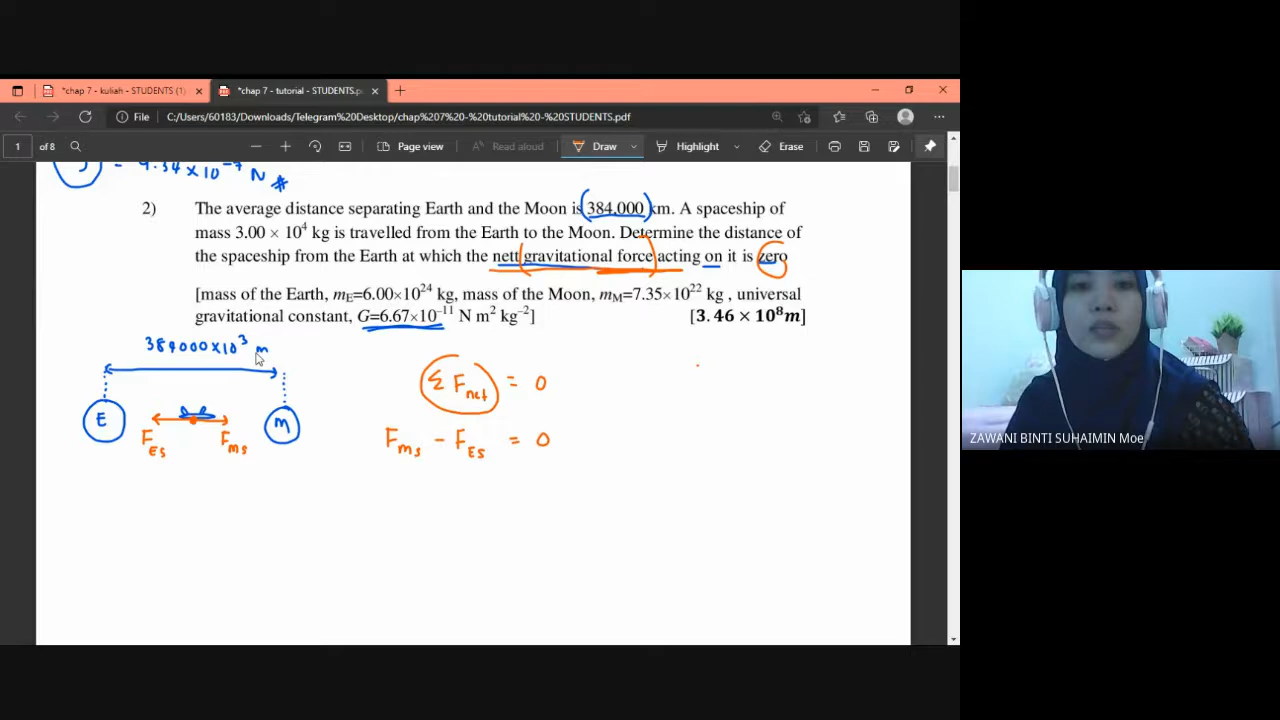 *chap 7 - kuliah - STUDENTS (1)
*chap 7 - tutorial - STUDENTS.p
File
C:/Users/60183/Downloads/Telegram%20Desktop/chap%207%20-%20tutorial%20-%20STUDENTS.pdf
1 of 8
Page view
Read aloud
Draw
Highlight
Erase
= 9.34 × 10⁻⁷ N
2) The average distance separating Earth and the Moon is 384,000 km. A spaceship of
mass 3.00 × 10⁴ kg is travelled from the Earth to the Moon. Determine the distance of
the spaceship from the Earth at which the nett gravitational force acting on it is zero
[mass of the Earth, mE=6.00×10²⁴ kg, mass of the Moon, mM=7.35×10²² kg , universal
gravitational constant, G=6.67×10⁻¹¹ N m² kg⁻²] [3.46 × 10⁸m]
384000×10³ m
E
M
FES
FMS
Σ Fnet = 0
FMS - FES = 0
ZAWANI BINTI SUHAIMIN Moe